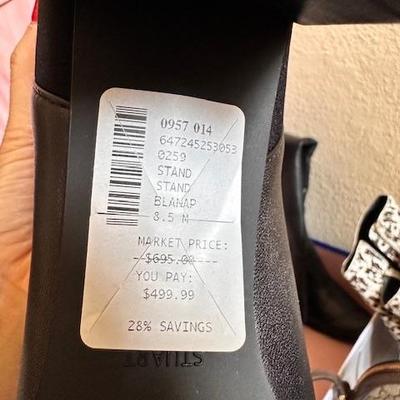 0957 014
647245253053
0259
STAND
STAND
BLANAP
8.5 M
MARKET PRICE:
$695.00
YOU PAY:
$499.99
28% SAVINGS
STUART